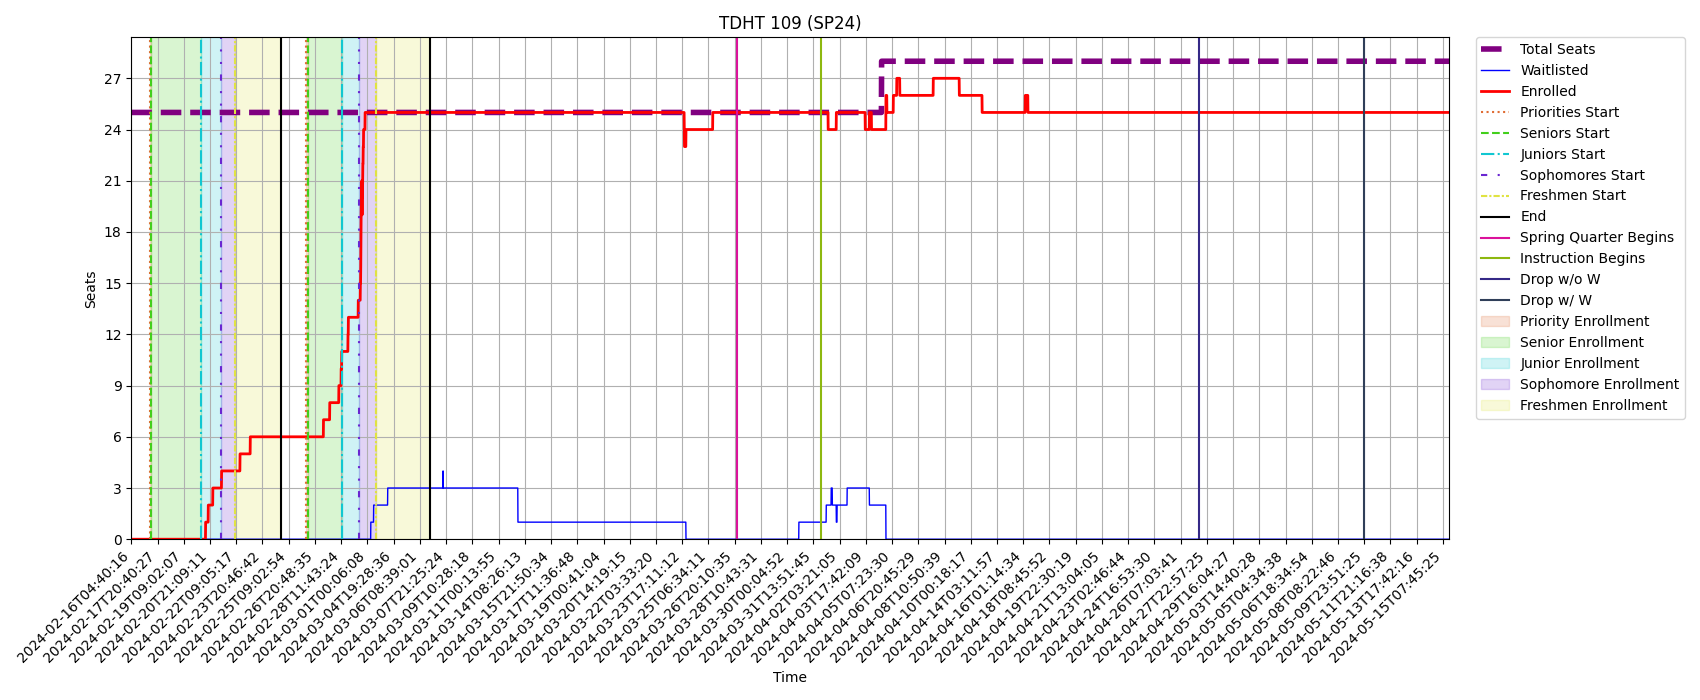 TDHT 109 (SP24)
Seats
27
24
21
18
15
12
9
6
3
0
2024-02-16T04:40:16
2024-02-17T20:40:27
2024-02-19T09:02:07
2024-02-20T21:09:11
2024-02-22T09:05:17
2024-02-23T20:46:42
2024-02-25T09:02:54
2024-02-26T20:48:35
2024-02-28T11:43:24
2024-03-01T00:06:08
2024-03-04T19:28:36
2024-03-06T08:39:01
2024-03-07T21:25:24
2024-03-09T10:28:18
2024-03-11T00:13:55
2024-03-14T08:26:13
2024-03-15T21:50:34
2024-03-17T11:36:48
2024-03-19T00:41:04
2024-03-20T14:19:15
2024-03-22T03:33:20
2024-03-23T17:11:12
2024-03-25T06:34:11
2024-03-26T20:10:35
2024-03-28T10:43:31
2024-03-30T00:04:52
2024-03-31T13:51:45
2024-04-02T03:21:05
2024-04-03T17:42:09
2024-04-05T07:23:30
2024-04-06T20:45:29
2024-04-08T10:50:39
2024-04-10T00:18:17
2024-04-14T03:11:57
2024-04-16T01:14:34
2024-04-18T08:45:52
2024-04-19T22:30:19
2024-04-21T13:04:05
2024-04-23T02:46:44
2024-04-24T16:53:30
2024-04-26T07:03:41
2024-04-27T22:57:25
2024-04-29T16:04:27
2024-05-03T14:40:28
2024-05-05T04:34:38
2024-05-06T18:34:54
2024-05-08T08:22:46
2024-05-09T23:51:25
2024-05-11T21:16:38
2024-05-13T17:42:16
2024-05-15T07:45:25
Time
Total Seats
Waitlisted
Enrolled
Priorities Start
Seniors Start
Juniors Start
Sophomores Start
Freshmen Start
End
Spring Quarter Begins
Instruction Begins
Drop w/o W
Drop w/ W
Priority Enrollment
Senior Enrollment
Junior Enrollment
Sophomore Enrollment
Freshmen Enrollment